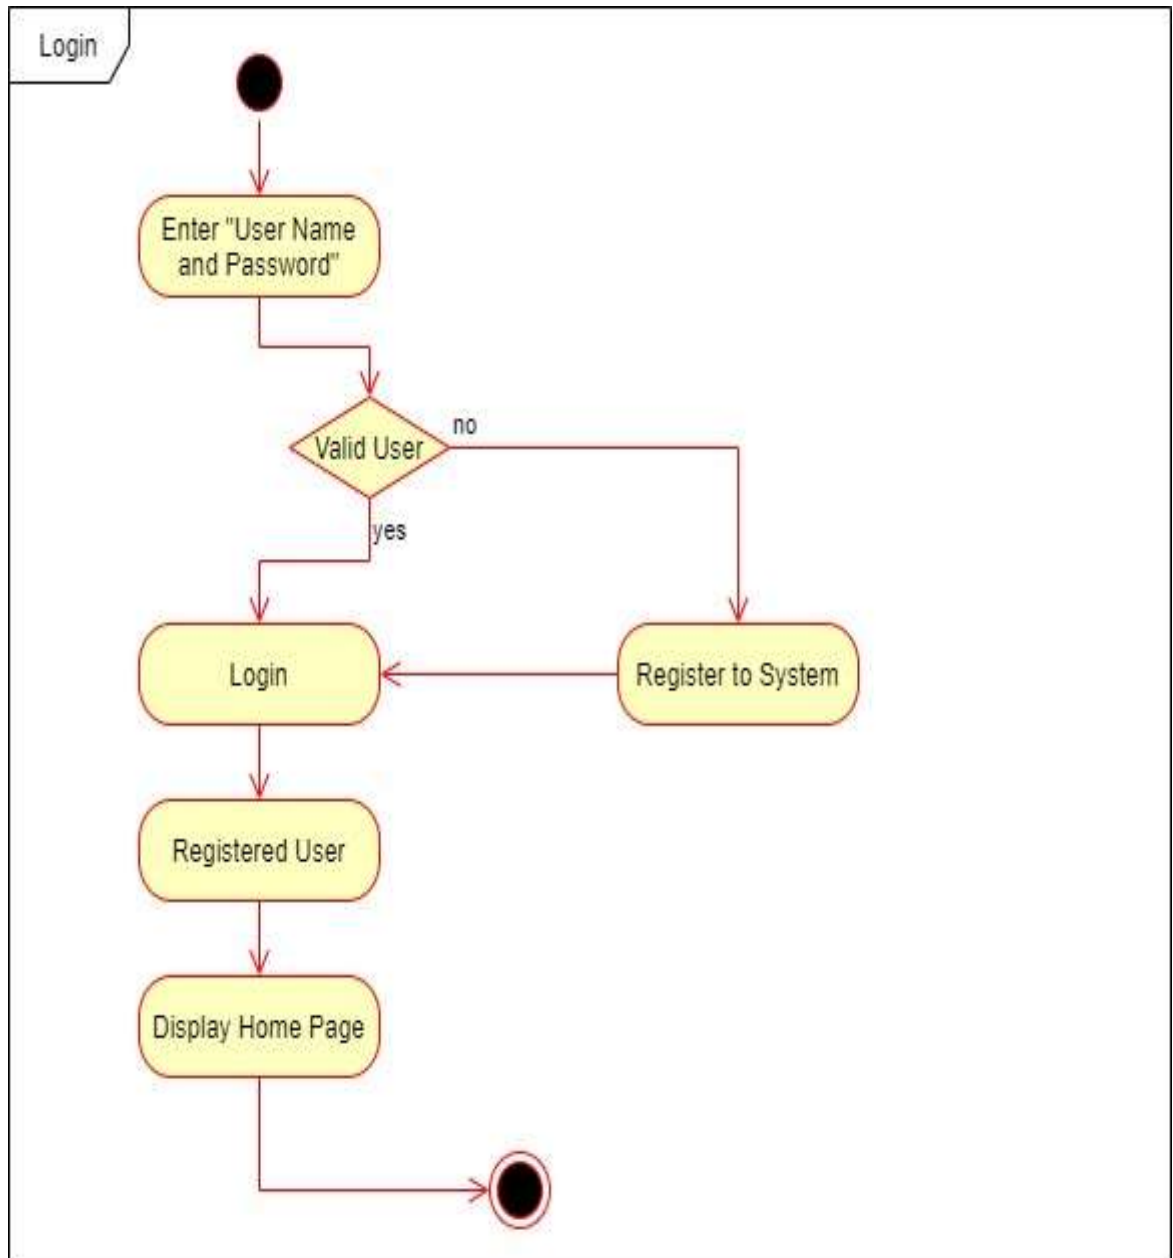 Login
Enter "User Name
and Password"
Valid User
no
yes
Login
Register to System
Registered User
Display Home Page